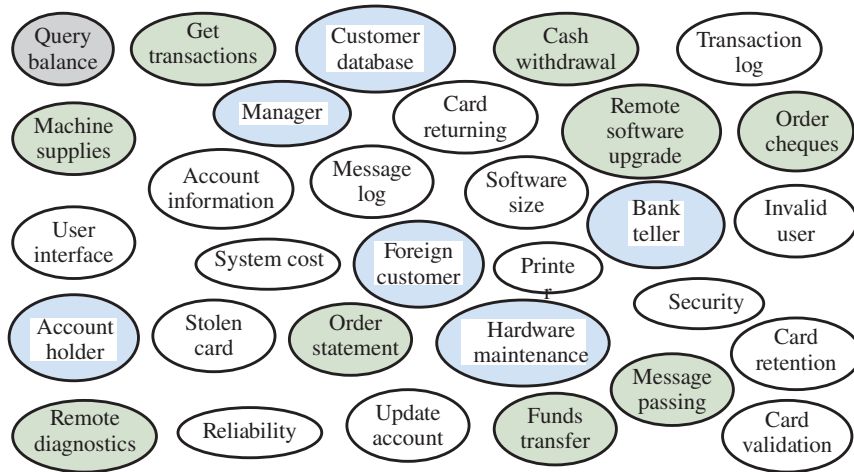 Query
balance
Get
transactions
Customer
database
Cash
withdrawal
Transaction
log
Machine
supplies
Manager
Card
returning
Remote
software
upgrade
Order
cheques
Account
information
Message
log
Software
size
Bank
teller
Invalid
user
User
interface
System cost
Foreign
customer
Printe
r
Security
Account
holder
Stolen
card
Order
statement
Hardware
maintenance
Card
retention
Message
passing
Remote
diagnostics
Reliability
Update
account
Funds
transfer
Card
validation